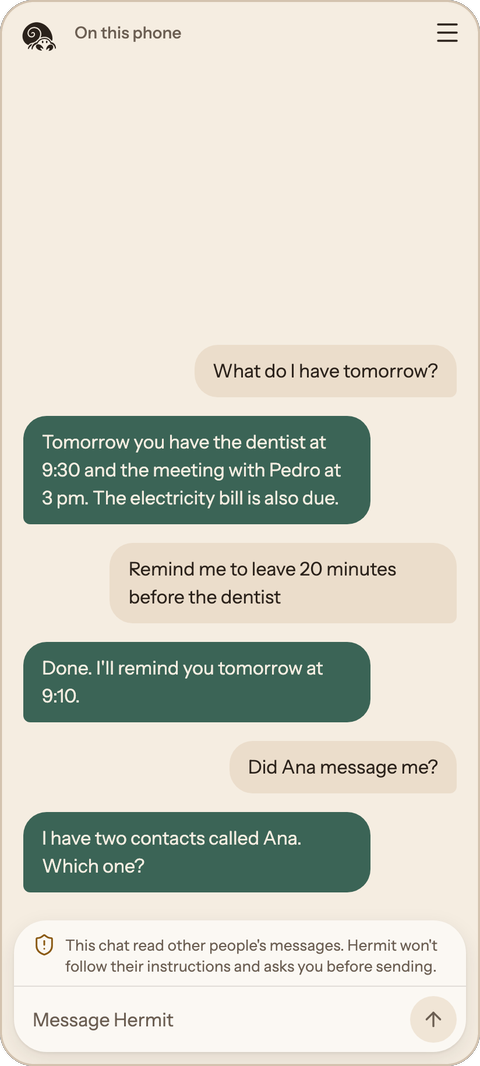 On this phone
What do I have tomorrow?
Tomorrow you have the dentist at
9:30 and the meeting with Pedro at
3 pm. The electricity bill is also due.
Remind me to leave 20 minutes
before the dentist
Done. I'll remind you tomorrow at
9:10.
Did Ana message me?
I have two contacts called Ana.
Which one?
This chat read other people's messages. Hermit won't
follow their instructions and asks you before sending.
Message Hermit